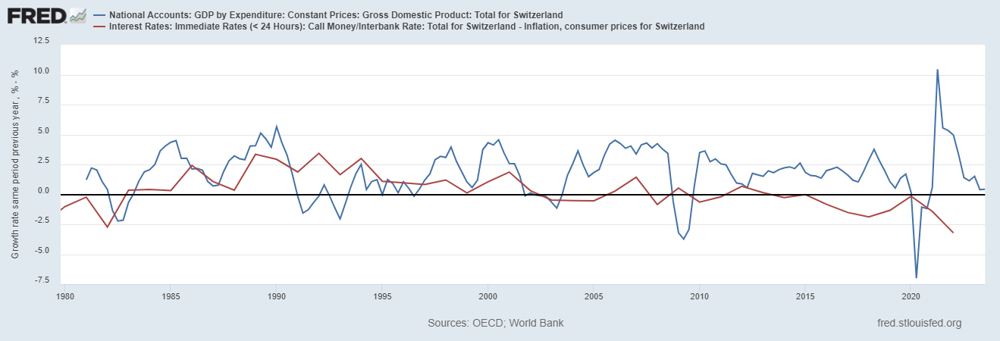 FRED
National Accounts: GDP by Expenditure: Constant Prices: Gross Domestic Product: Total for Switzerland
Interest Rates: Immediate Rates (< 24 Hours): Call Money/Interbank Rate: Total for Switzerland - Inflation, consumer prices for Switzerland
Growth rate same period previous year , % - %
12.5
10.0
7.5
5.0
2.5
0.0
-2.5
-5.0
-7.5
1980 1985 1990 1995 2000 2005 2010 2015 2020
Sources: OECD; World Bank
fred.stlouisfed.org